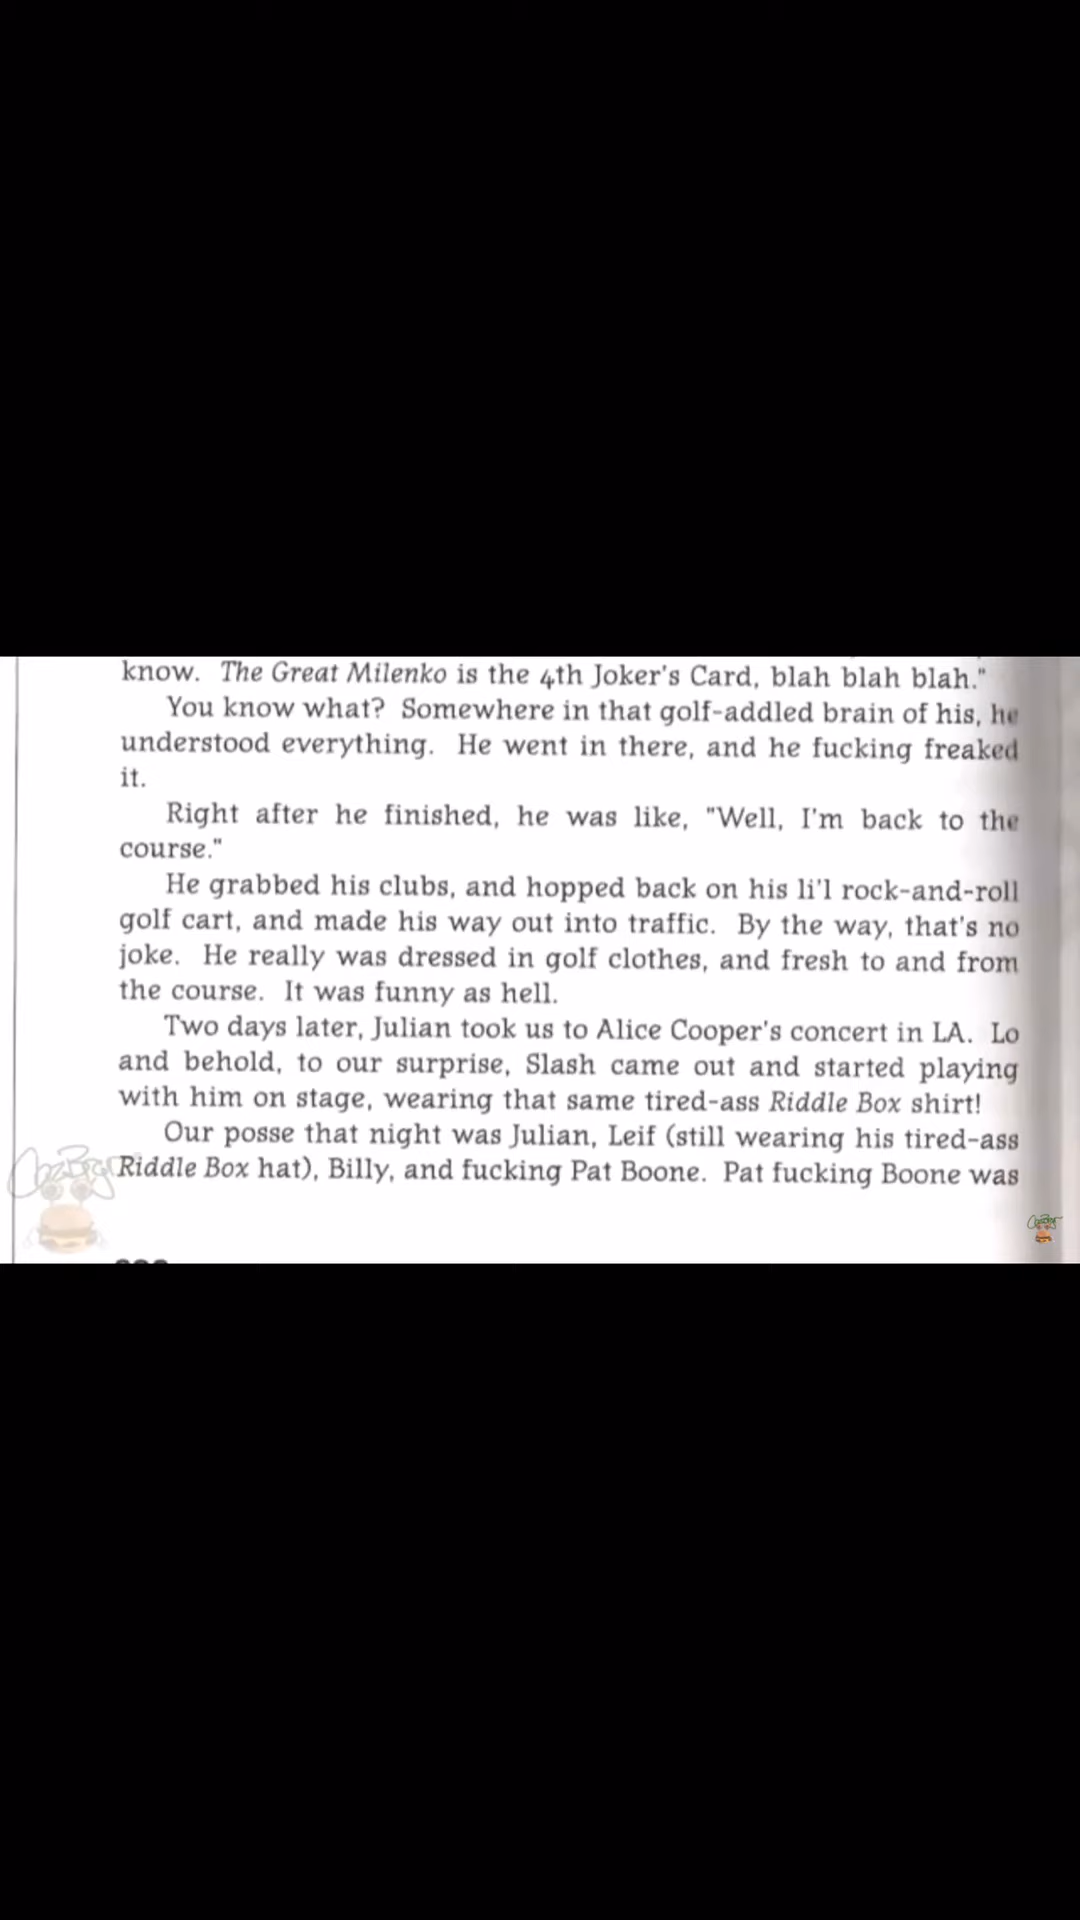 know. The Great Milenko is the 4th Joker's Card, blah blah blah."
You know what? Somewhere in that golf-addled brain of his, he
understood everything. He went in there, and he fucking freaked
it.
Right after he finished, he was like, "Well, I'm back to the
course."
He grabbed his clubs, and hopped back on his li'l rock-and-roll
golf cart, and made his way out into traffic. By the way, that's no
joke. He really was dressed in golf clothes, and fresh to and from
the course. It was funny as hell.
Two days later, Julian took us to Alice Cooper's concert in LA. Lo
and behold, to our surprise, Slash came out and started playing
with him on stage, wearing that same tired-ass Riddle Box shirt!
Our posse that night was Julian, Leif (still wearing his tired-ass
Riddle Box hat), Billy, and fucking Pat Boone. Pat fucking Boone was